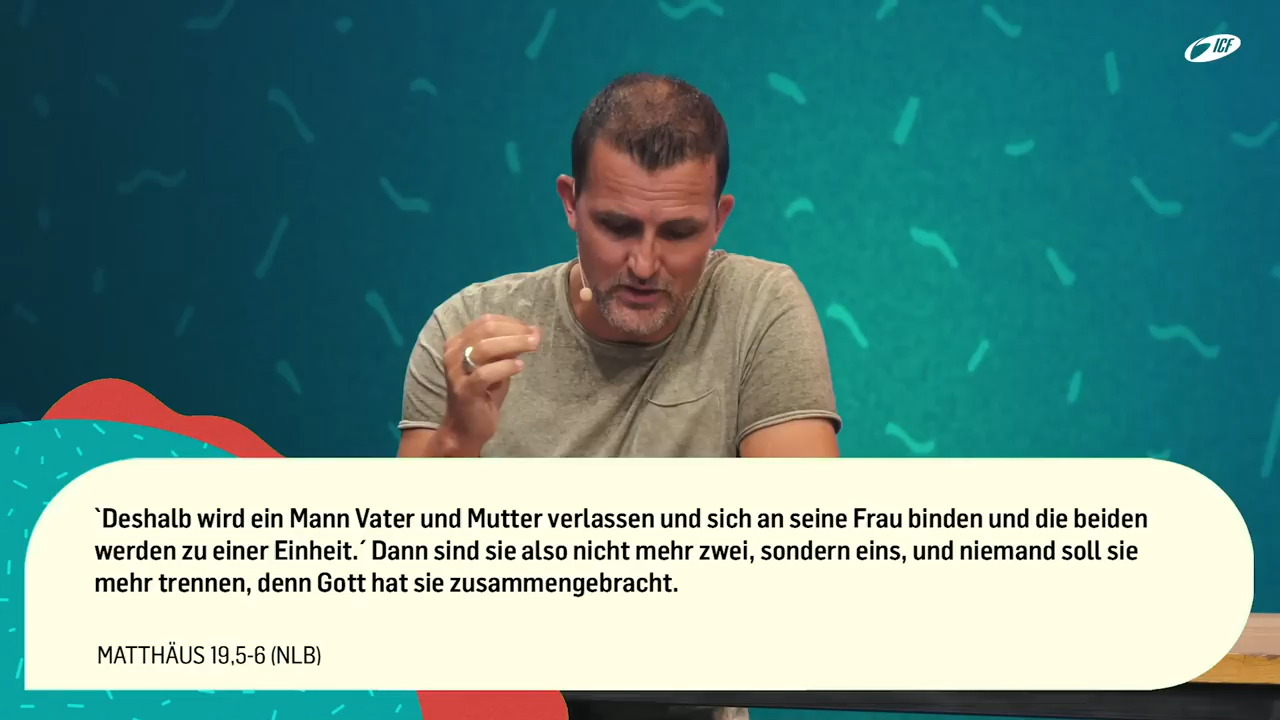 ICF
`Deshalb wird ein Mann Vater und Mutter verlassen und sich an seine Frau binden und die beiden
werden zu einer Einheit.´ Dann sind sie also nicht mehr zwei, sondern eins, und niemand soll sie
mehr trennen, denn Gott hat sie zusammengebracht.
MATTHÄUS 19,5-6 (NLB)